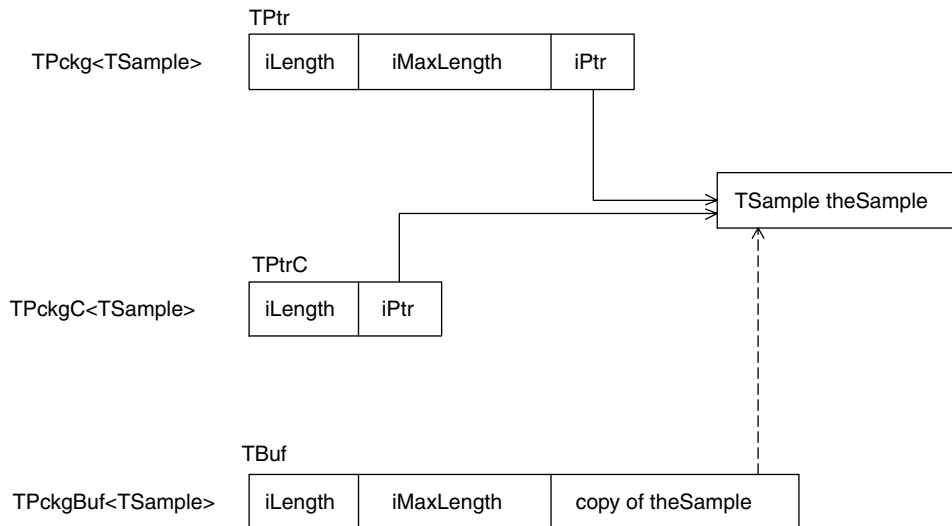 TPtr
TPckg<TSample>
iLength
iMaxLength
iPtr
TSample theSample
TPtrC
TPckgC<TSample>
iLength
iPtr
TBuf
TPckgBuf<TSample>
iLength
iMaxLength
copy of theSample